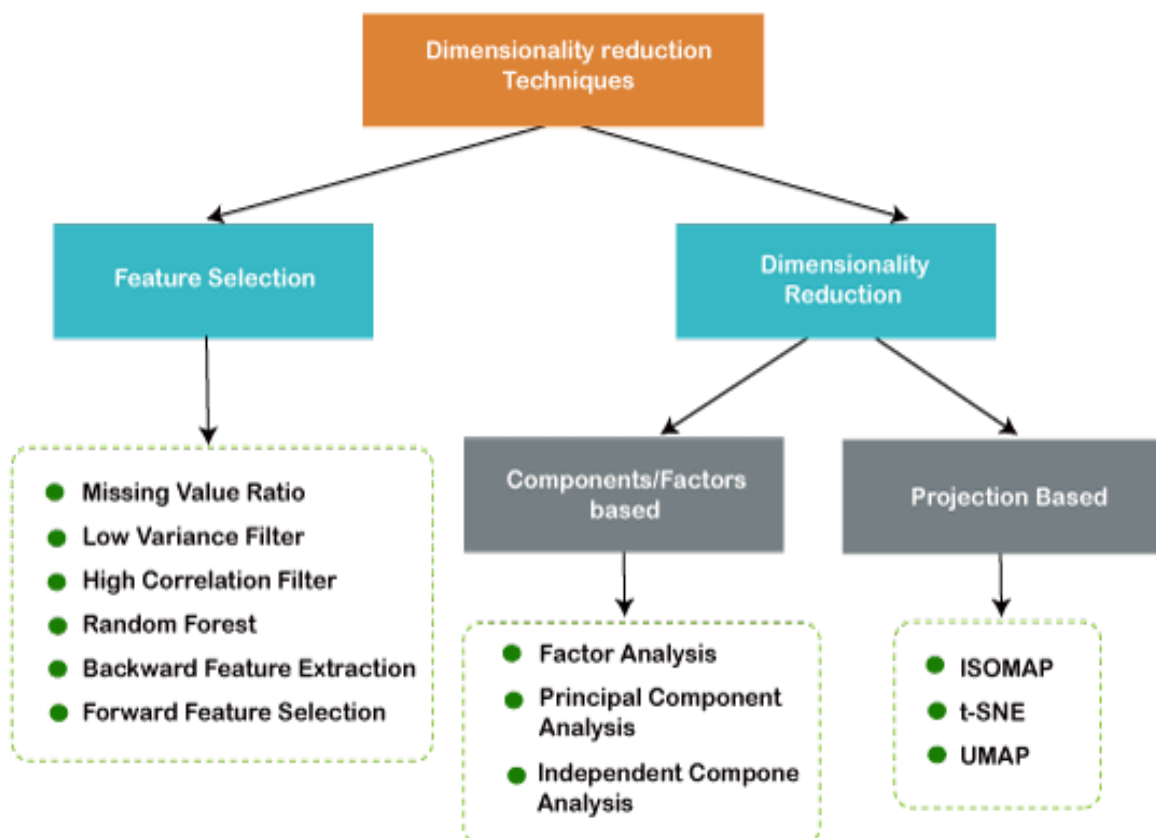 Dimensionality reduction
Techniques
Feature Selection
Dimensionality
Reduction
Missing Value Ratio
Low Variance Filter
High Correlation Filter
Random Forest
Backward Feature Extraction
Forward Feature Selection
Components/Factors
based
Factor Analysis
Principal Component
Analysis
Independent Compone
Analysis
Projection Based
ISOMAP
t-SNE
UMAP